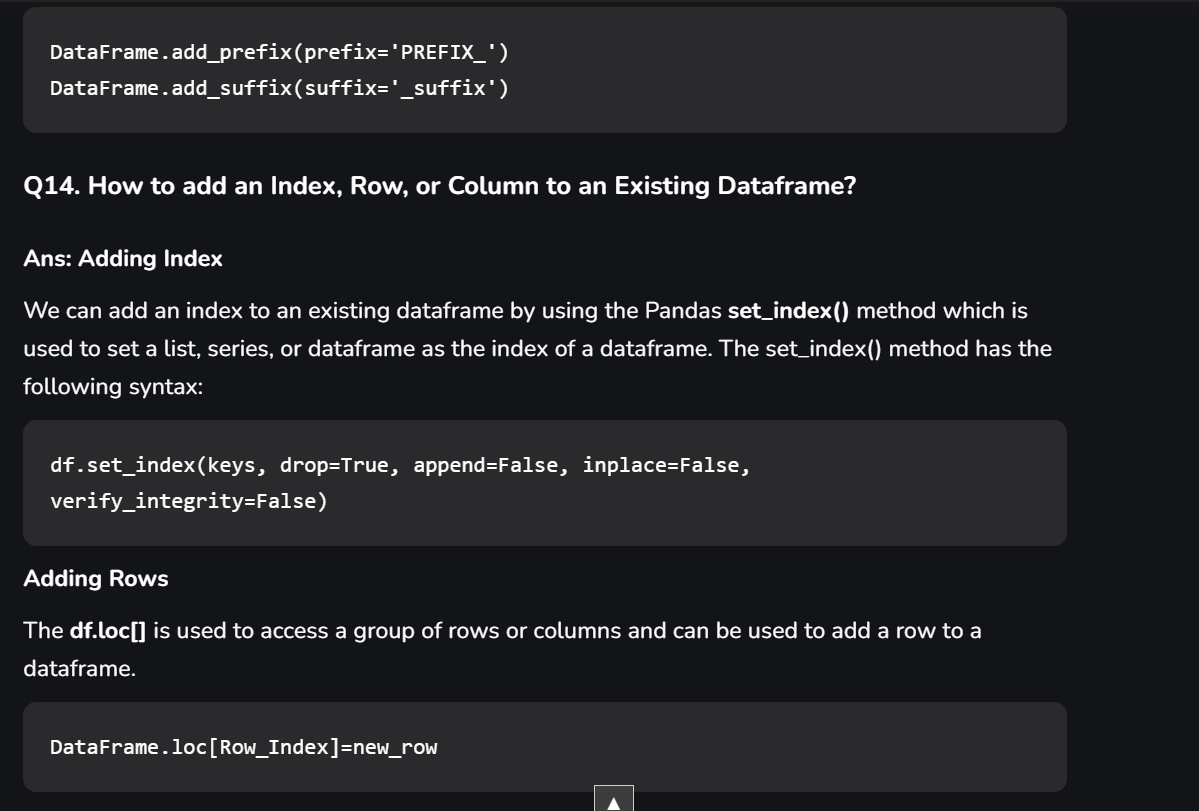 DataFrame.add_prefix(prefix='PREFIX_')
DataFrame.add_suffix(suffix='_suffix')
Q14. How to add an Index, Row, or Column to an Existing Dataframe?
Ans: Adding Index
We can add an index to an existing dataframe by using the Pandas set_index() method which is
used to set a list, series, or dataframe as the index of a dataframe. The set_index() method has the
following syntax:
df.set_index(keys, drop=True, append=False, inplace=False,
verify_integrity=False)
Adding Rows
The df.loc[] is used to access a group of rows or columns and can be used to add a row to a
dataframe.
DataFrame.loc[Row_Index]=new_row